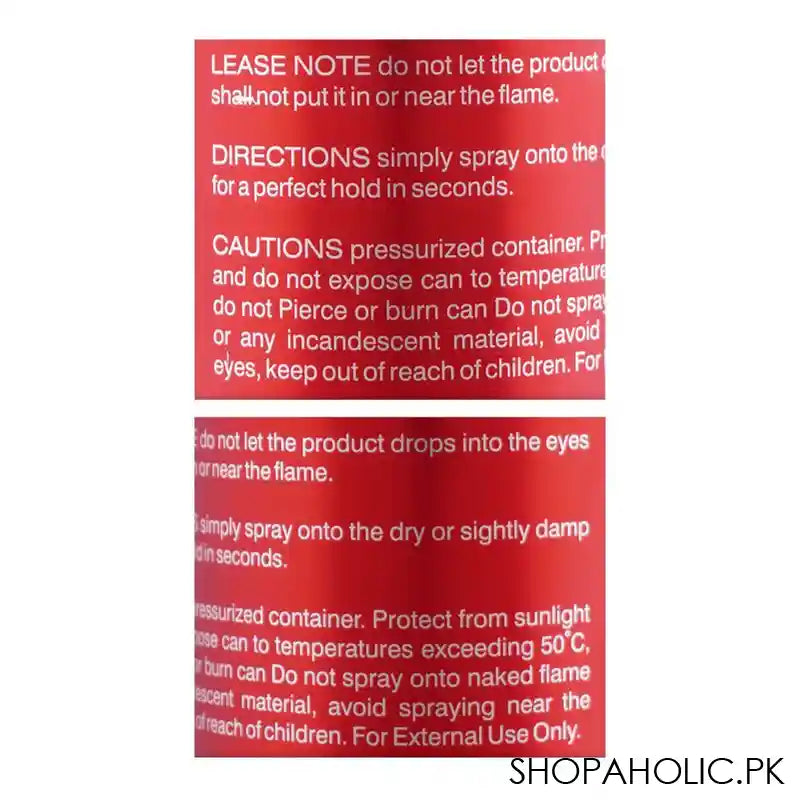 LEASE NOTE do not let the product
shall not put it in or near the flame.
DIRECTIONS simply spray onto the
for a perfect hold in seconds.
CAUTIONS pressurized container.
and do not expose can to temperature
do not Pierce or burn can Do not spray
or any incandescent material, avoid
eyes, keep out of reach of children. For
do not let the product drops into the eyes
or near the flame.
simply spray onto the dry or sightly damp
in seconds.
ressurized container. Protect from sunlight
ose can to temperatures exceeding 50°C,
r burn can Do not spray onto naked flame
escent material, avoid spraying near the
of reach of children. For External Use Only.
SHOPAHOLIC.PK